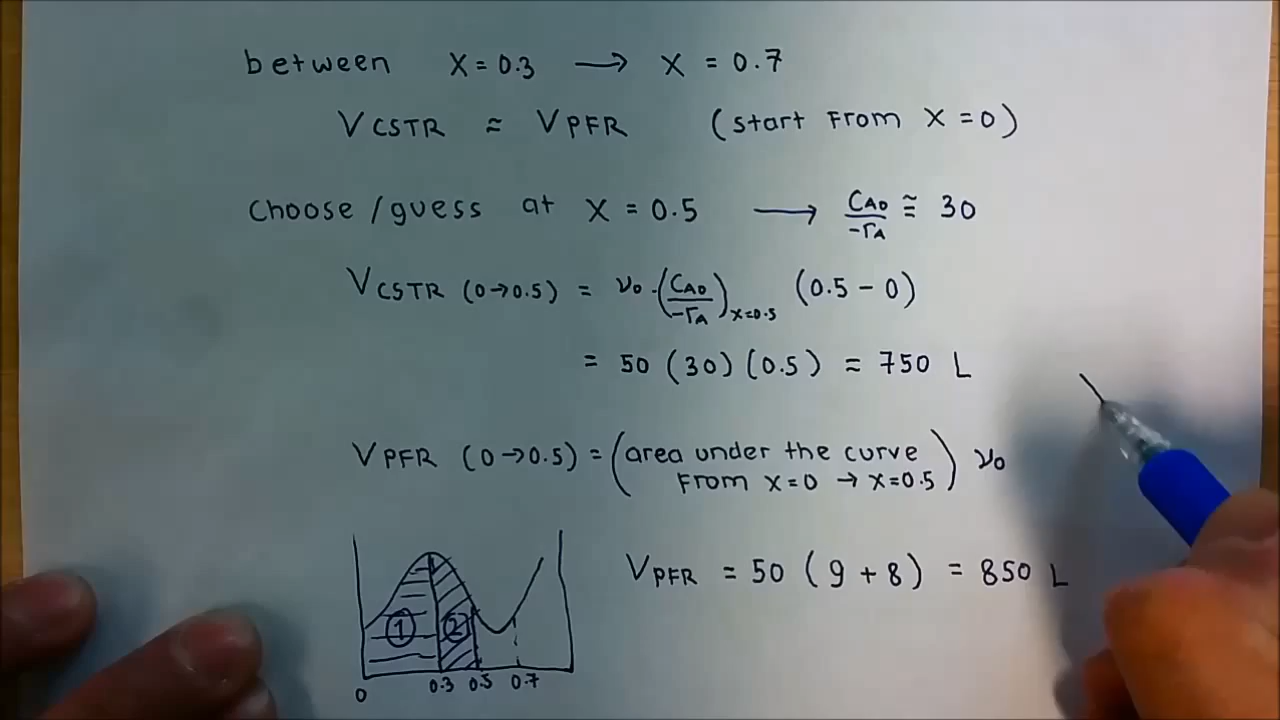 between X = 0.3 → X = 0.7
VCSTR ≈ VPFR (start from X = 0)
choose/guess at X = 0.5 → CA0/-rA ≅ 30
VCSTR (0→0.5) = ν0 · (CA0/-rA)X=0.5 (0.5 - 0)
= 50 (30) (0.5) = 750 L
VPFR (0→0.5) = (area under the curve from X=0 → X=0.5) ν0
VPFR = 50 (9 + 8) = 850 L
1 2
0 0.3 0.5 0.7